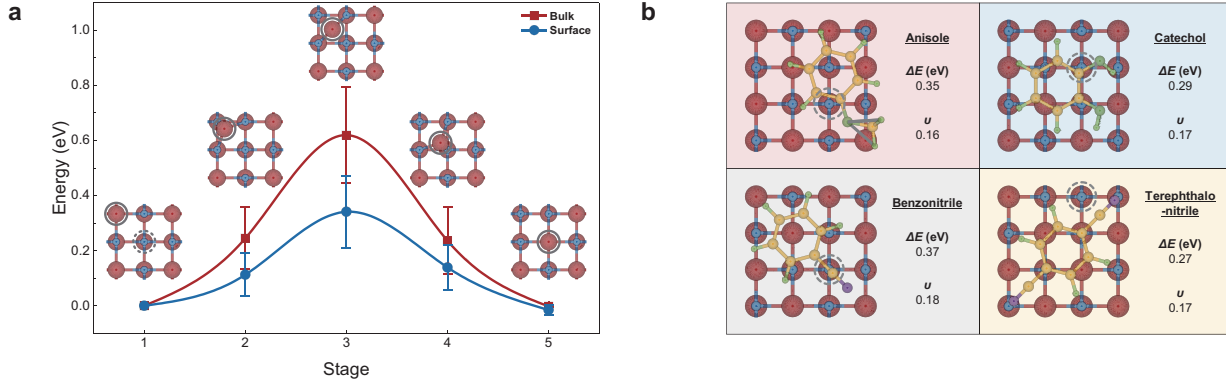 a
Energy (eV)
1.0
0.8
0.6
0.4
0.2
0.0
Bulk
Surface
1 2 3 4 5
Stage
b
Anisole
ΔE (eV)
0.35
υ
0.16
Catechol
ΔE (eV)
0.29
υ
0.17
Benzonitrile
ΔE (eV)
0.37
υ
0.18
Terephthalo
-nitrile
ΔE (eV)
0.27
υ
0.17